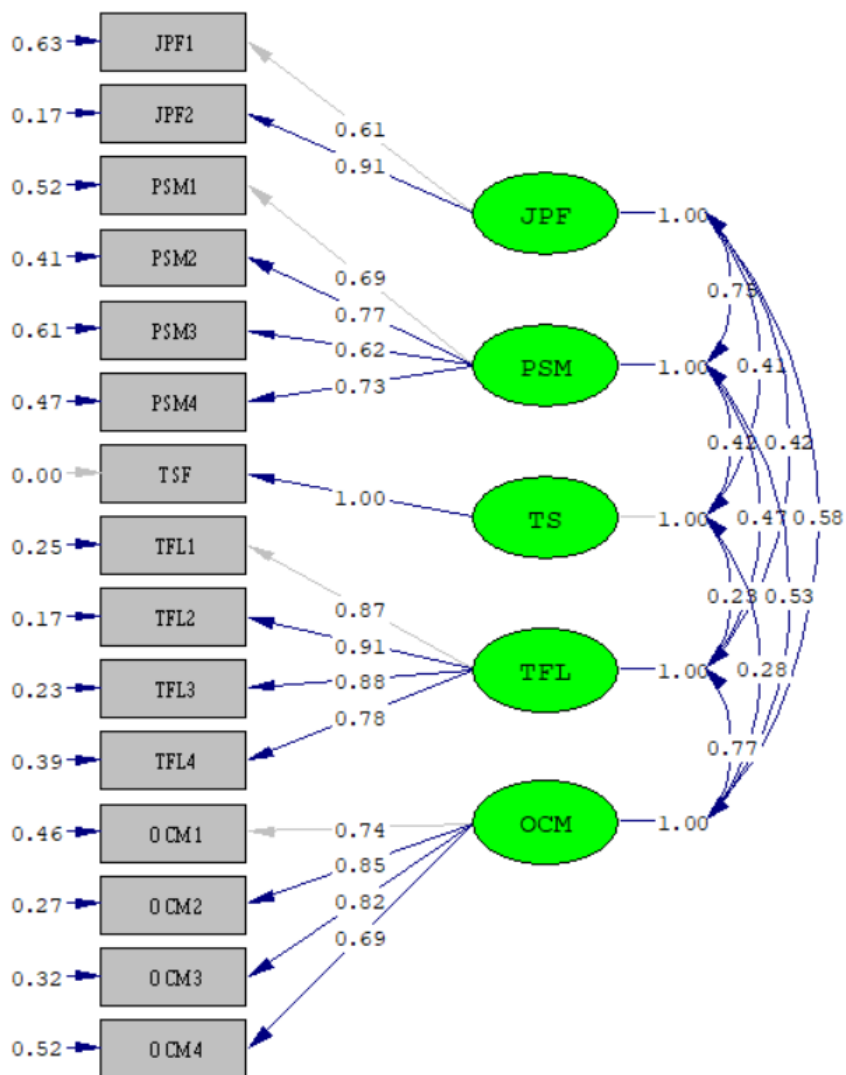 0.63 JPF1
0.17 JPF2
0.61
0.91
0.52 PSM1
JPF 1.00
0.41 PSM2
0.69
0.77
0.61 PSM3
0.62
0.73
PSM 1.00
0.41
0.47 PSM4
0.42 0.42
0.00 TSF
1.00
TS 1.00 0.47 0.58
0.25 TFL1
0.87
0.23 0.53
0.17 TFL2
0.91
0.88
0.78
TFL 1.00 0.28
0.23 TFL3
0.39 TFL4
0.77
0.46 OCM1
0.74
0.85
0.82
0.69
OCM 1.00
0.27 OCM2
0.32 OCM3
0.52 OCM4